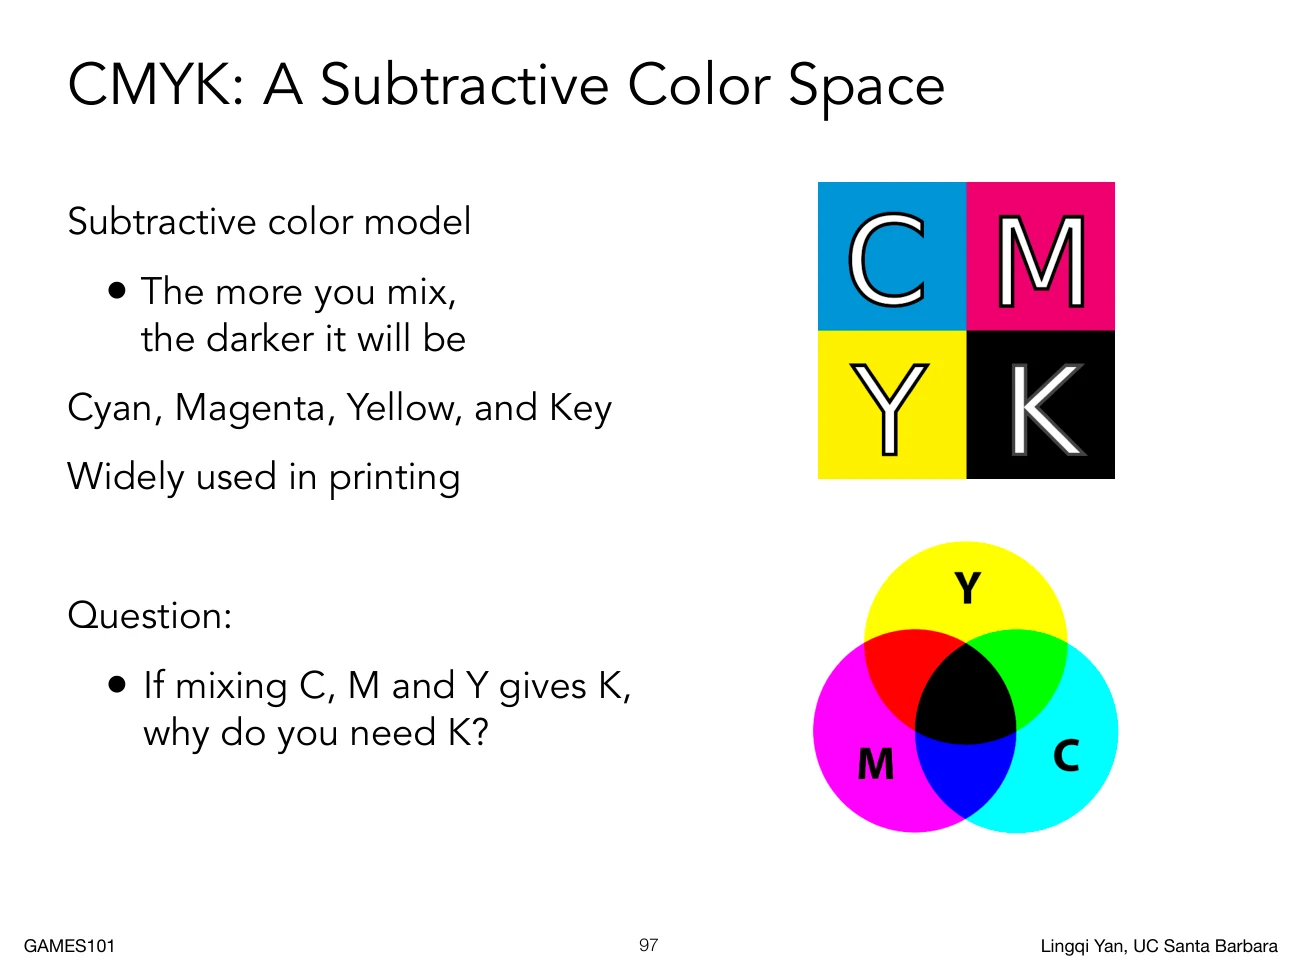 CMYK: A Subtractive Color Space
Subtractive color model
• The more you mix,
the darker it will be
Cyan, Magenta, Yellow, and Key
Widely used in printing
Question:
• If mixing C, M and Y gives K,
why do you need K?
C M
Y K
Y
M
C
GAMES101
97
Lingqi Yan, UC Santa Barbara